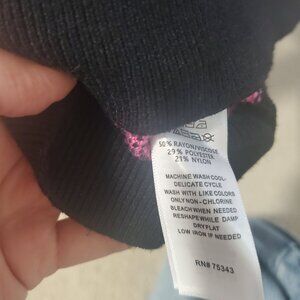 50% RAYON/VISCOSE
29% POLYESTER
21% NYLON
MACHINE WASH COOL-
DELICATE CYCLE
WASH WITH LIKE COLORS
ONLY NON-CHLORINE
BLEACH WHEN NEEDED
RESHAPE WHILE DAMP
DRY FLAT
LOW IRON IF NEEDED
RN# 75343